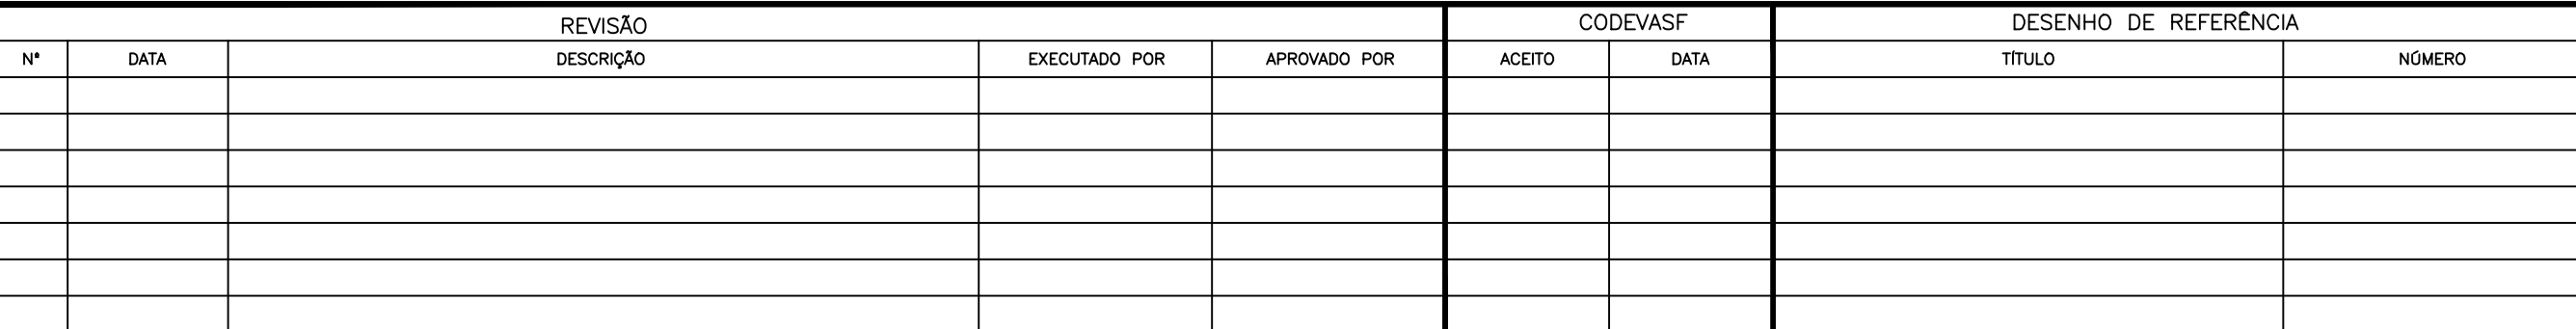 REVISÃO CODEVASF DESENHO DE REFERÊNCIA
Nº DATA DESCRIÇÃO EXECUTADO POR APROVADO POR ACEITO DATA TÍTULO NÚMERO